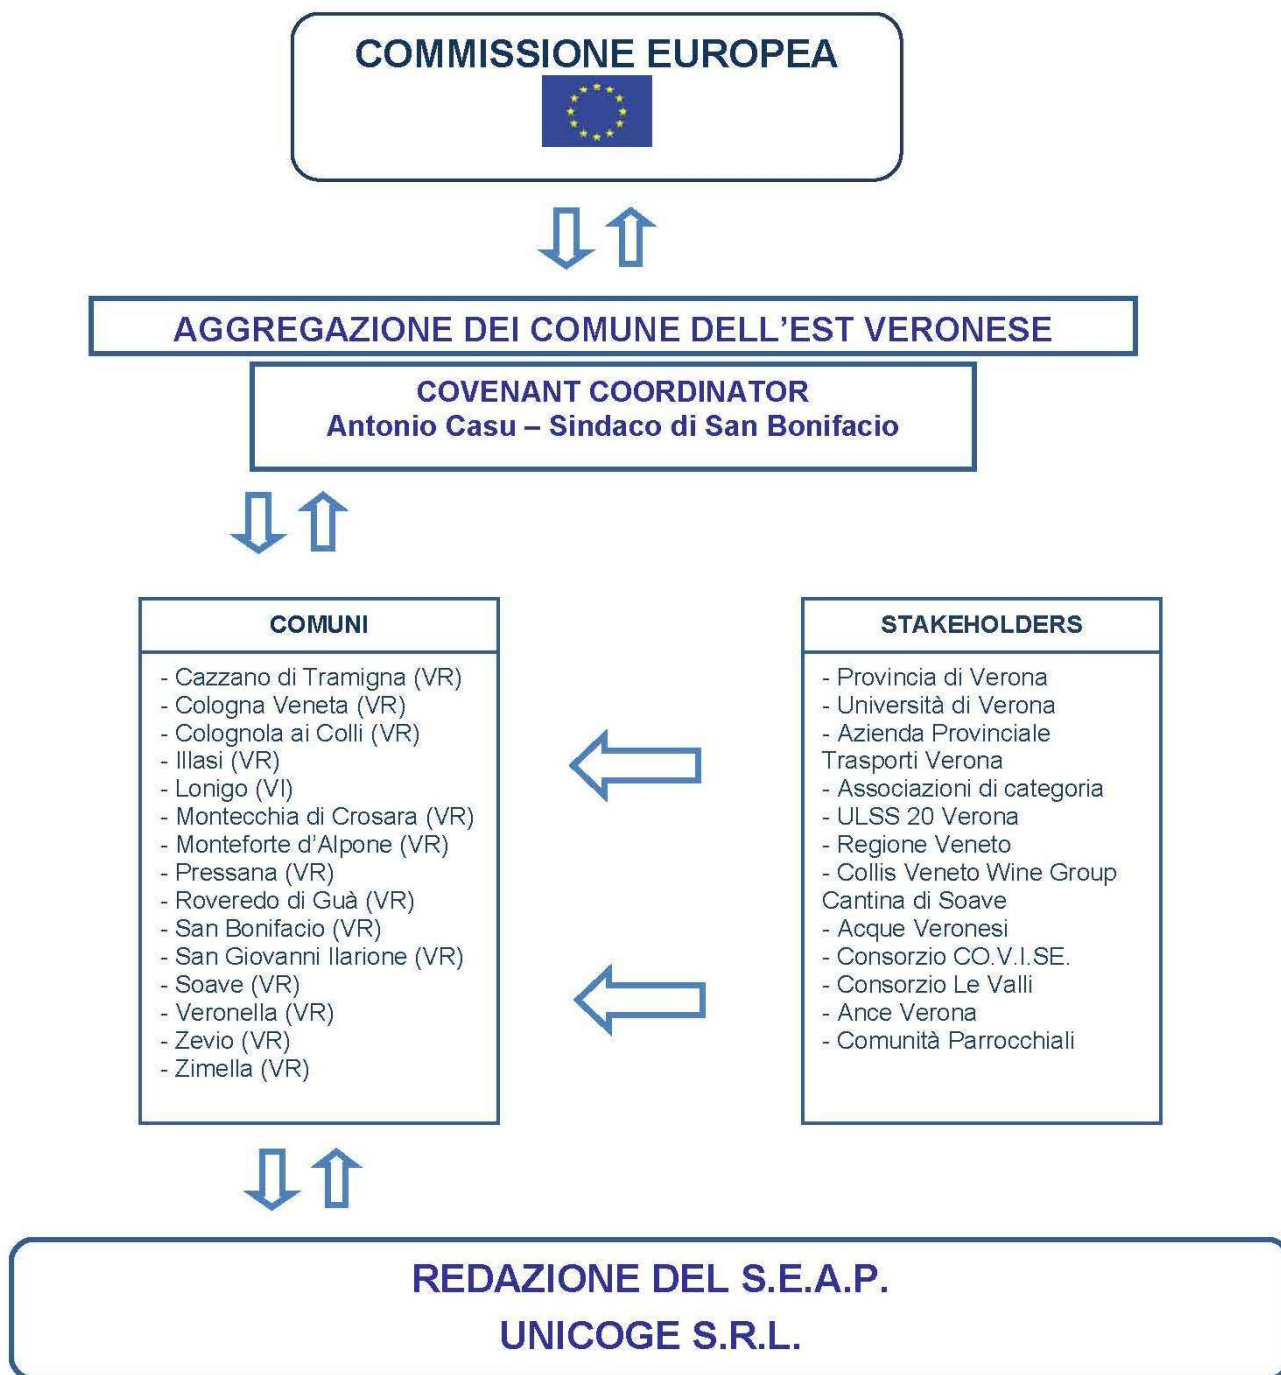 COMMISSIONE EUROPEA
AGGREGAZIONE DEI COMUNE DELL'EST VERONESE
COVENANT COORDINATOR
Antonio Casu – Sindaco di San Bonifacio
COMUNI
- Cazzano di Tramigna (VR)
- Cologna Veneta (VR)
- Colognola ai Colli (VR)
- Illasi (VR)
- Lonigo (VI)
- Montecchia di Crosara (VR)
- Monteforte d'Alpone (VR)
- Pressana (VR)
- Roveredo di Guà (VR)
- San Bonifacio (VR)
- San Giovanni Ilarione (VR)
- Soave (VR)
- Veronella (VR)
- Zevio (VR)
- Zimella (VR)
STAKEHOLDERS
- Provincia di Verona
- Università di Verona
- Azienda Provinciale
Trasporti Verona
- Associazioni di categoria
- ULSS 20 Verona
- Regione Veneto
- Collis Veneto Wine Group
Cantina di Soave
- Acque Veronesi
- Consorzio CO.V.I.SE.
- Consorzio Le Valli
- Ance Verona
- Comunità Parrocchiali
REDAZIONE DEL S.E.A.P.
UNICOGE S.R.L.